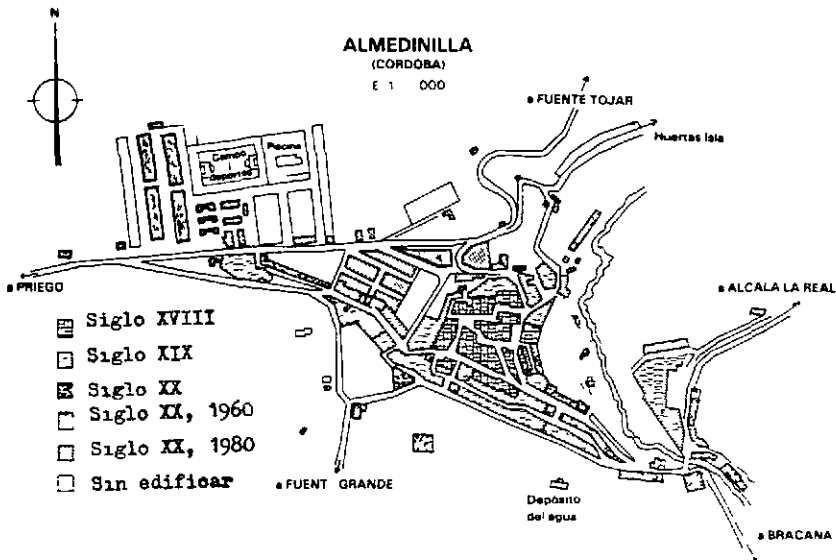 N
ALMEDINILLA
(CORDOBA)
E 1 000
a FUENTE TOJAR
Huertas Isla
Campo
deportes
Piscina
a PRIEGO
a ALCALA LA REAL
Siglo XVIII
Siglo XIX
Siglo XX
Siglo XX, 1960
Siglo XX, 1980
Sin edificar
a FUENT GRANDE
Depósito
del agua
a BRACANA